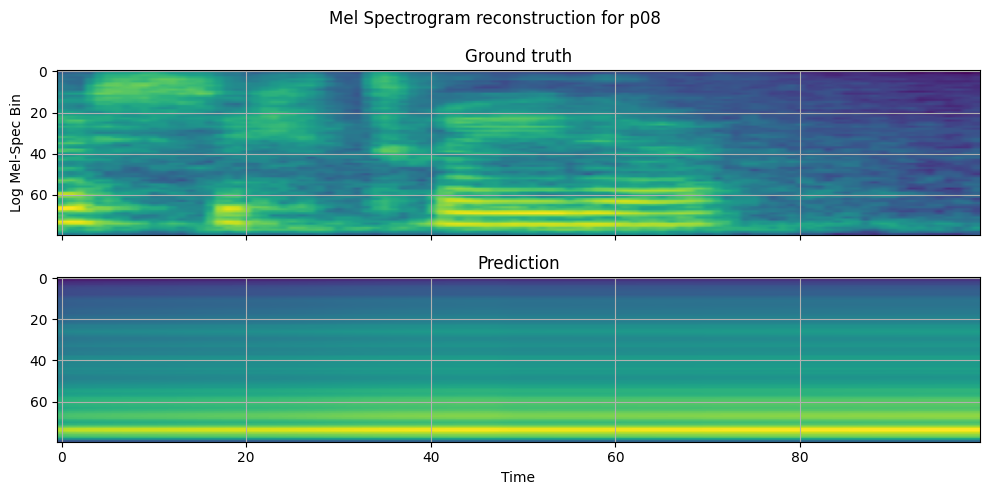 Mel Spectrogram reconstruction for p08
Ground truth
0
20
40
60
Log Mel-Spec Bin
Prediction
0
20
40
60
0 20 40 60 80
Time